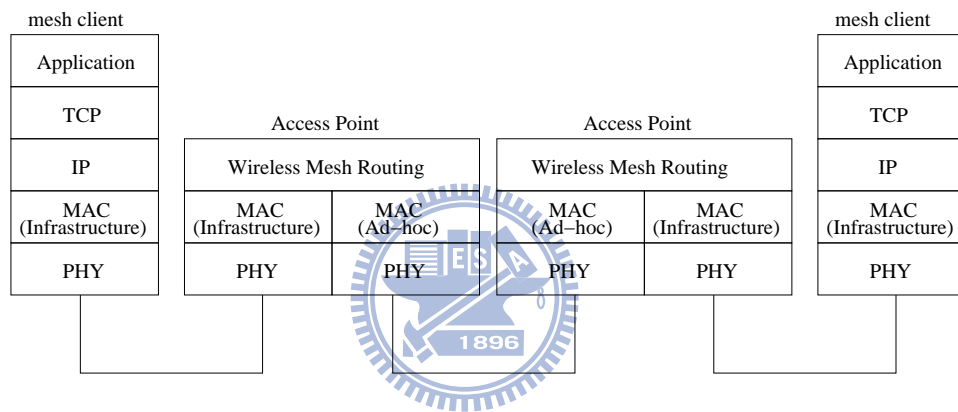 mesh client
mesh client
Application
Application
TCP
TCP
Access Point
Access Point
IP
Wireless Mesh Routing
Wireless Mesh Routing
IP
MAC
(Infrastructure)
MAC
(Infrastructure)
MAC
(Ad-hoc)
MAC
(Ad-hoc)
MAC
(Infrastructure)
MAC
(Infrastructure)
PHY
PHY
PHY
PHY
PHY
PHY
E S A
1896